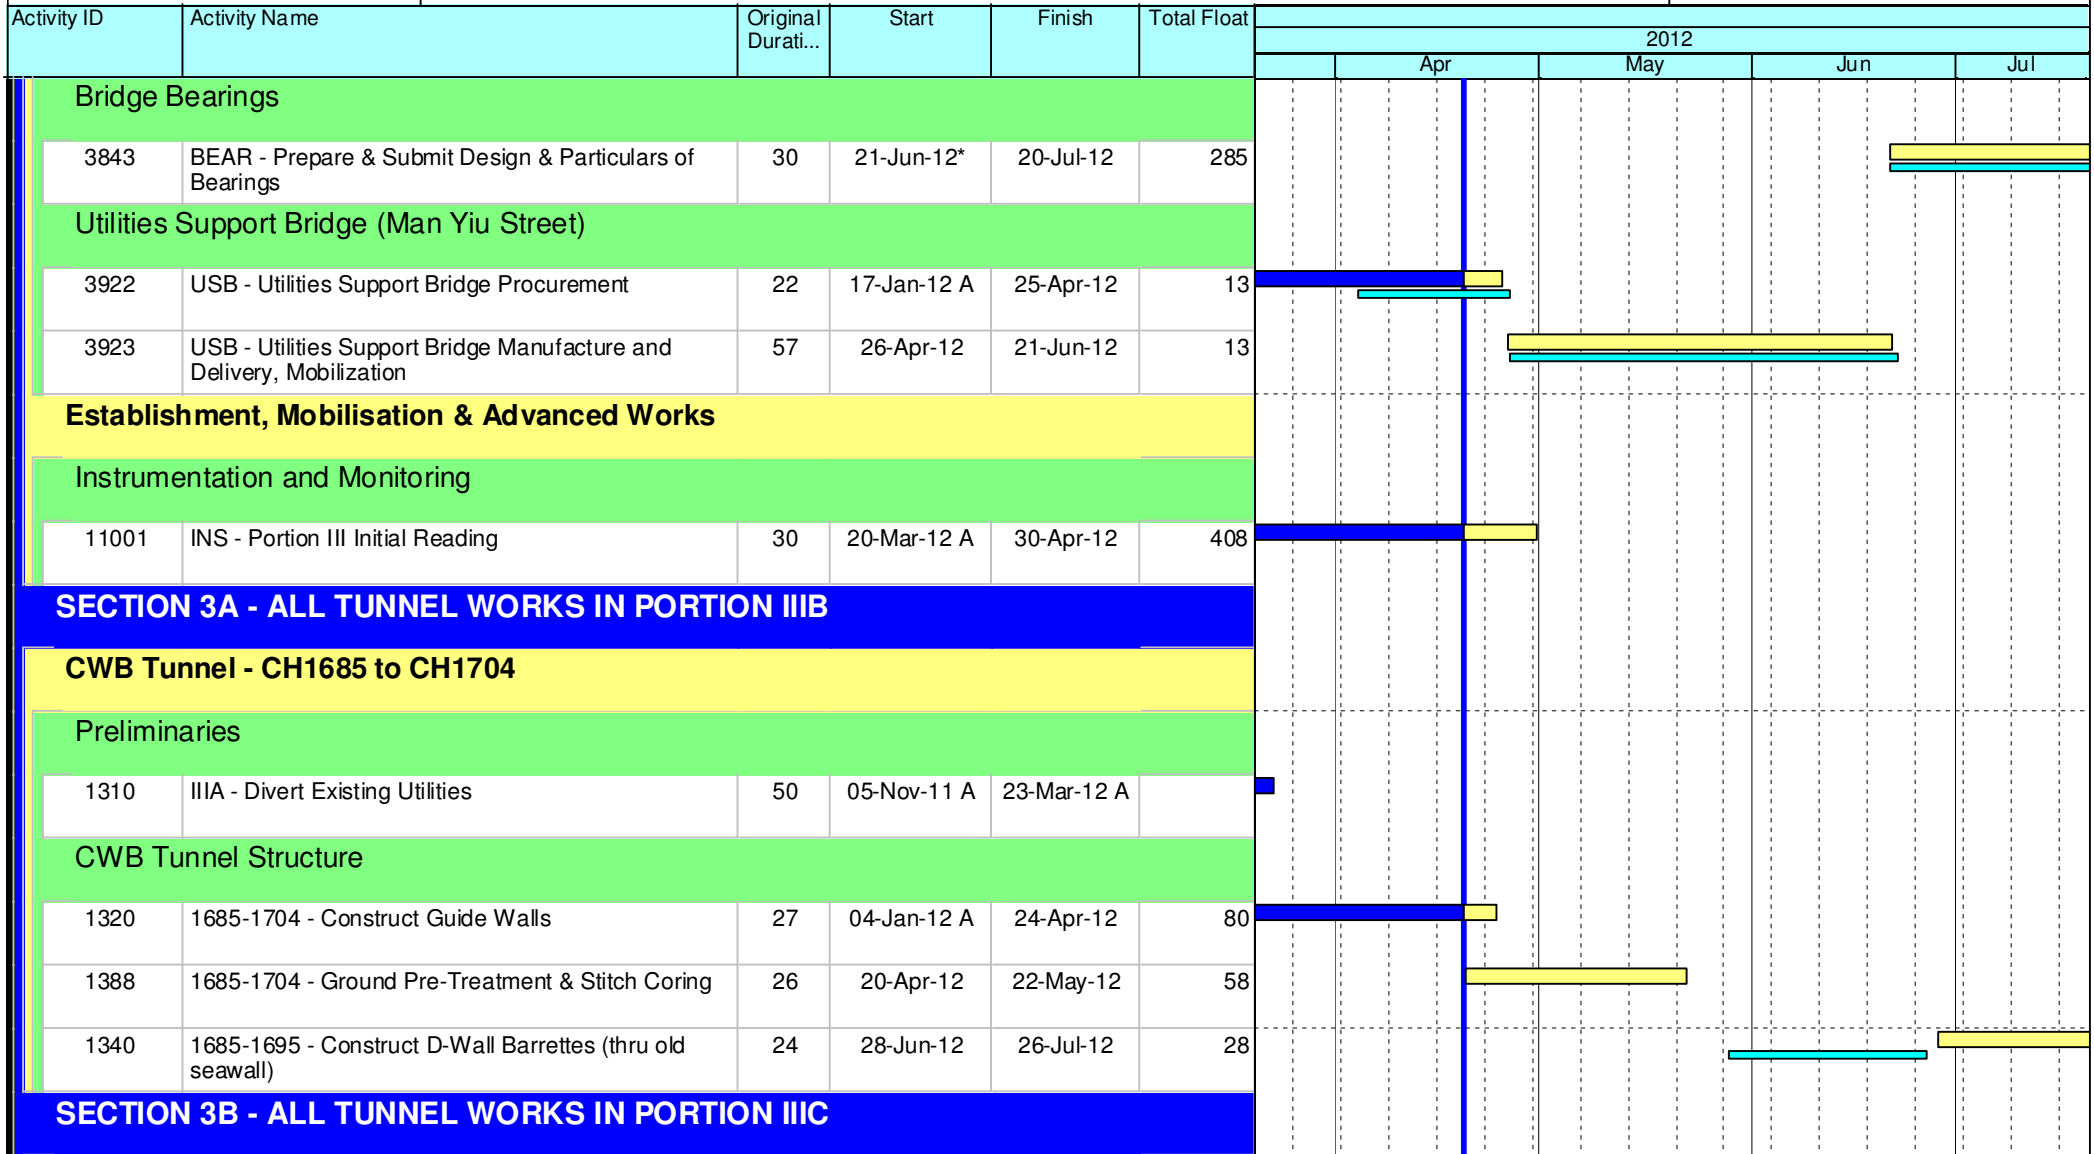 Activity ID Activity Name Original Start Finish Total Float
Durati...
2012
Apr May Jun Jul
Bridge Bearings
3843 BEAR - Prepare & Submit Design & Particulars of 30 21-Jun-12* 20-Jul-12 285
Bearings
Utilities Support Bridge (Man Yiu Street)
3922 USB - Utilities Support Bridge Procurement 22 17-Jan-12 A 25-Apr-12 13
3923 USB - Utilities Support Bridge Manufacture and 57 26-Apr-12 21-Jun-12 13
Delivery, Mobilization
Establishment, Mobilisation & Advanced Works
Instrumentation and Monitoring
11001 INS - Portion III Initial Reading 30 20-Mar-12 A 30-Apr-12 408
SECTION 3A - ALL TUNNEL WORKS IN PORTION IIIB
CWB Tunnel - CH1685 to CH1704
Preliminaries
1310 IIIA - Divert Existing Utilities 50 05-Nov-11 A 23-Mar-12 A
CWB Tunnel Structure
1320 1685-1704 - Construct Guide Walls 27 04-Jan-12 A 24-Apr-12 80
1388 1685-1704 - Ground Pre-Treatment & Stitch Coring 26 20-Apr-12 22-May-12 58
1340 1685-1695 - Construct D-Wall Barrettes (thru old 24 28-Jun-12 26-Jul-12 28
seawall)
SECTION 3B - ALL TUNNEL WORKS IN PORTION IIIC